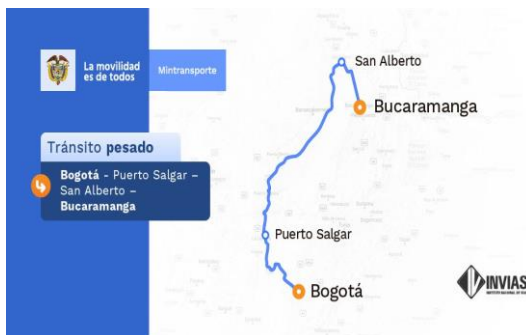 La movilidad
es de todos
Mintransporte
San Alberto
Bucaramanga
Tránsito pesado
Bogotá - Puerto Salgar –
San Alberto –
Bucaramanga
Puerto Salgar
Bogotá
INVIAS